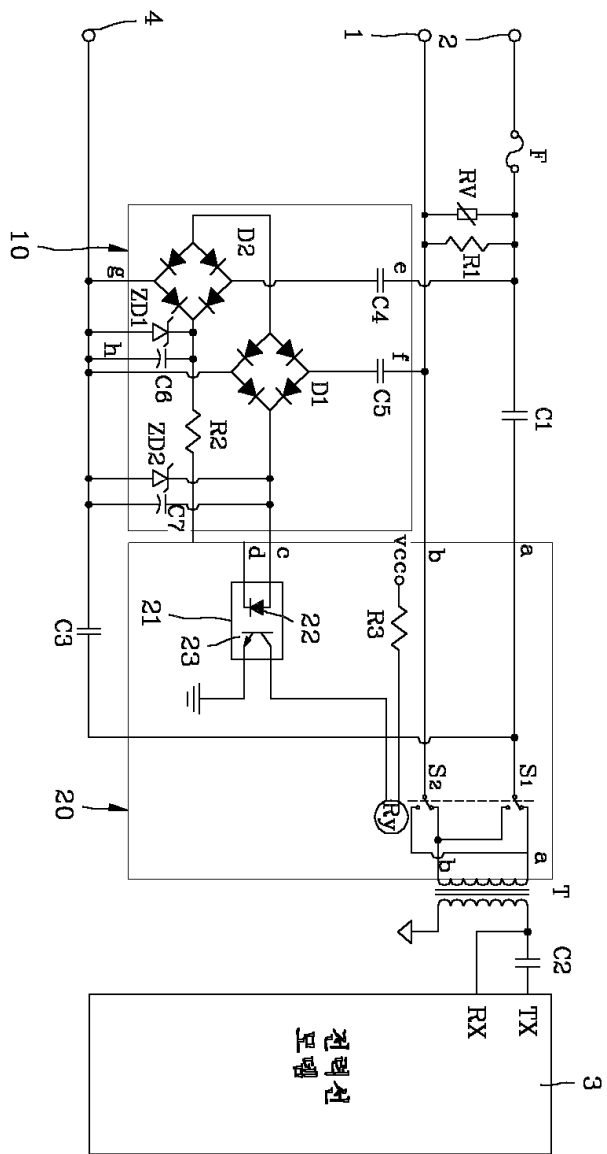 3
F
C1
T
C2
a
S1
a
TX
2
RV
R1
RX
b
S2
b
1
e
C4
f
C5
vcc
R3
Ry
D1
전력선
모뎀
c
d
22
23
21
D2
R2
ZD1
C6
ZD2
C7
4
g
h
10
C3
20